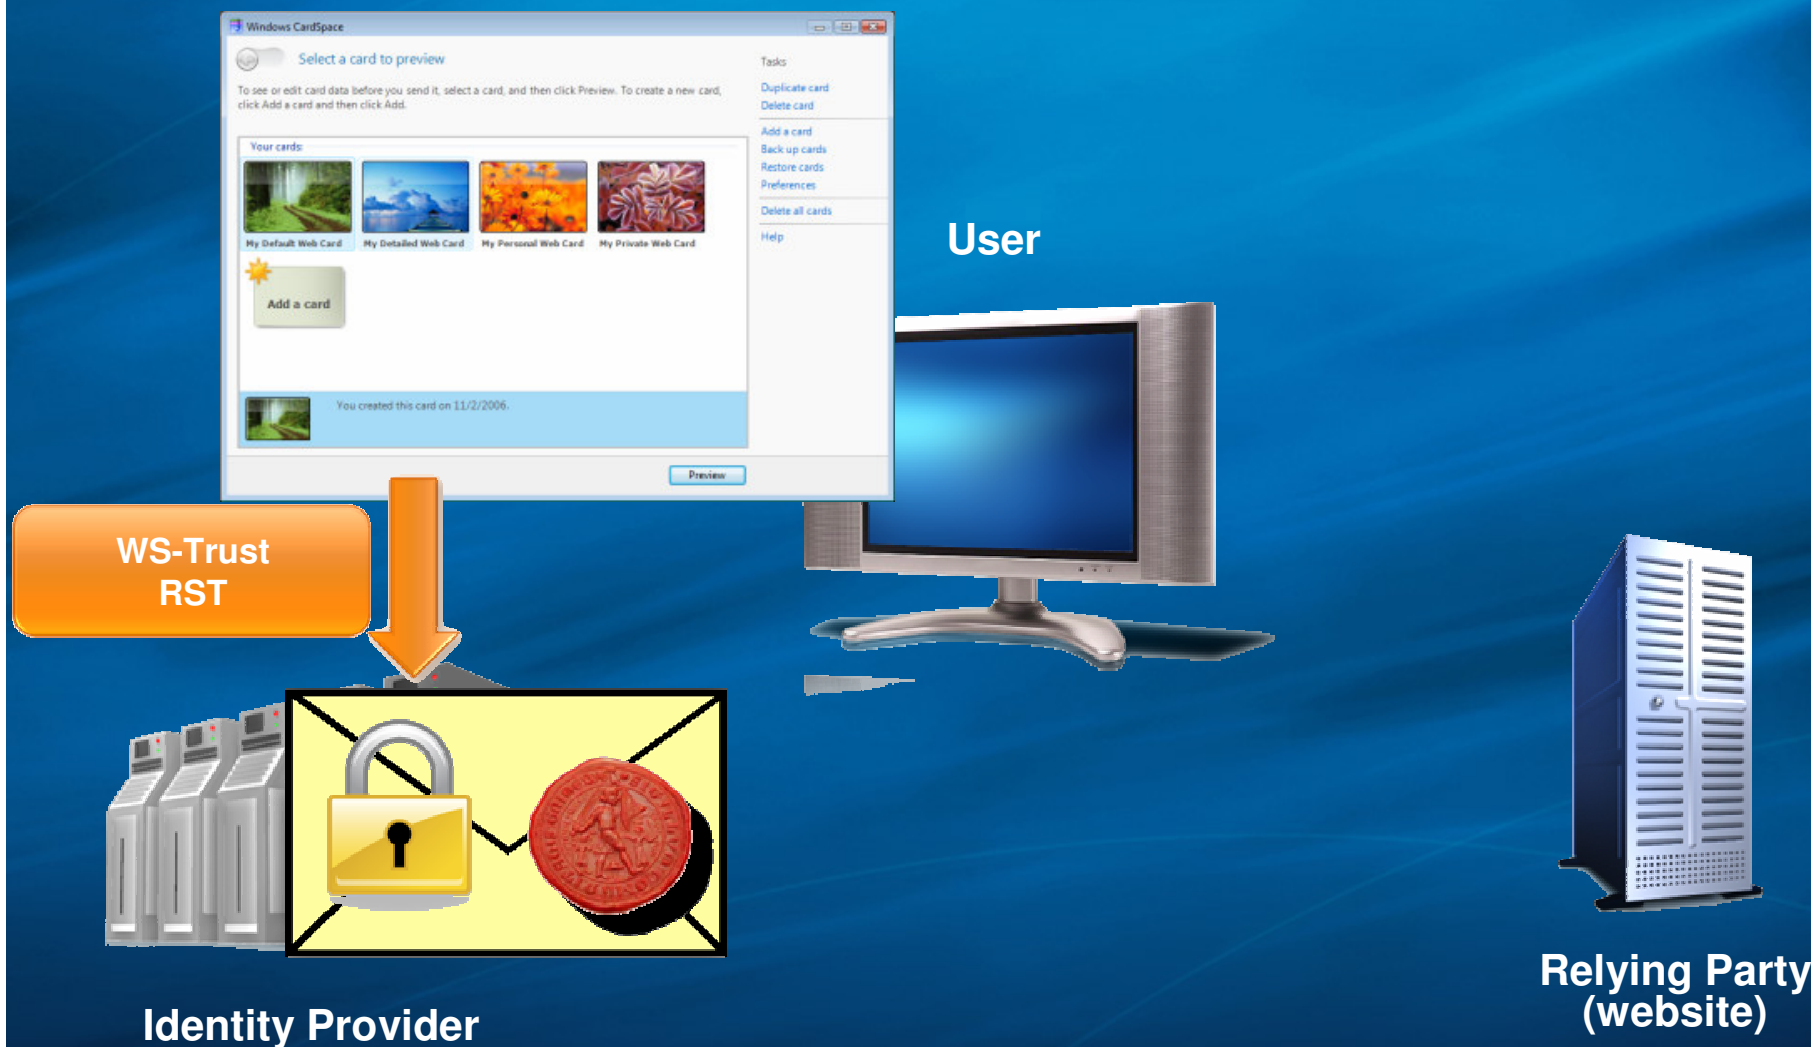 Windows CardSpace
Select a card to preview
To see or edit card data before you send it, select a card, and then click Preview. To create a new card,
click Add a card and then click Add.
Your cards:
My Default Web Card
My Detailed Web Card
My Personal Web Card
My Private Web Card
Add a card
You created this card on 11/2/2006.
Preview
Tasks
Duplicate card
Delete card
Add a card
Back up cards
Restore cards
Preferences
Delete all cards
Help
User
WS-Trust
RST
Identity Provider
Relying Party
(website)